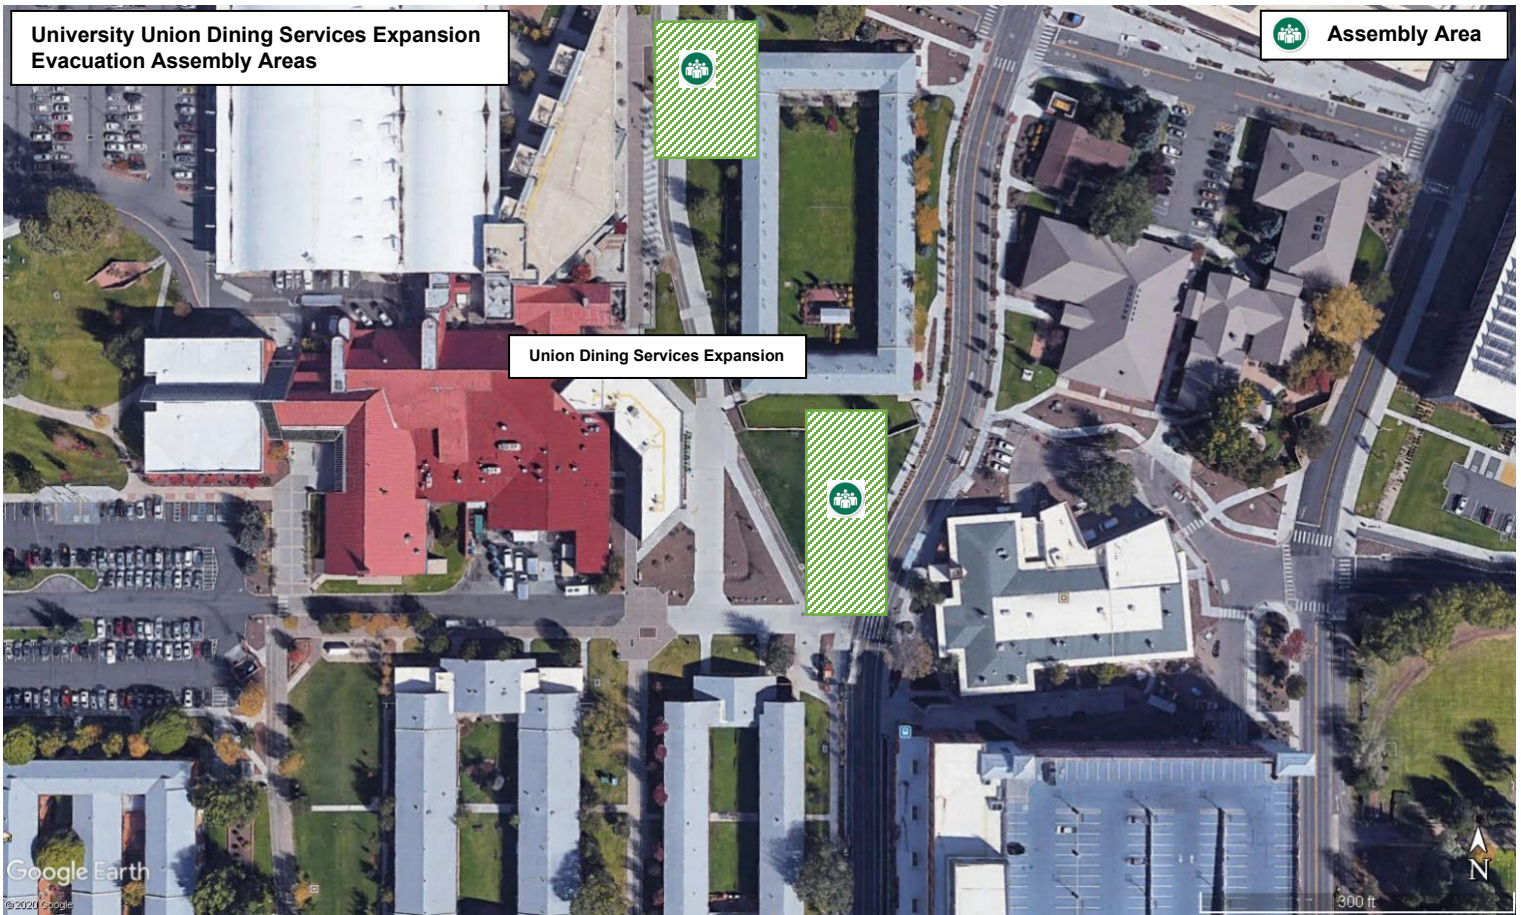 University Union Dining Services Expansion
Evacuation Assembly Areas
Assembly Area
Union Dining Services Expansion
Google Earth
©2020 Google
N
300 ft